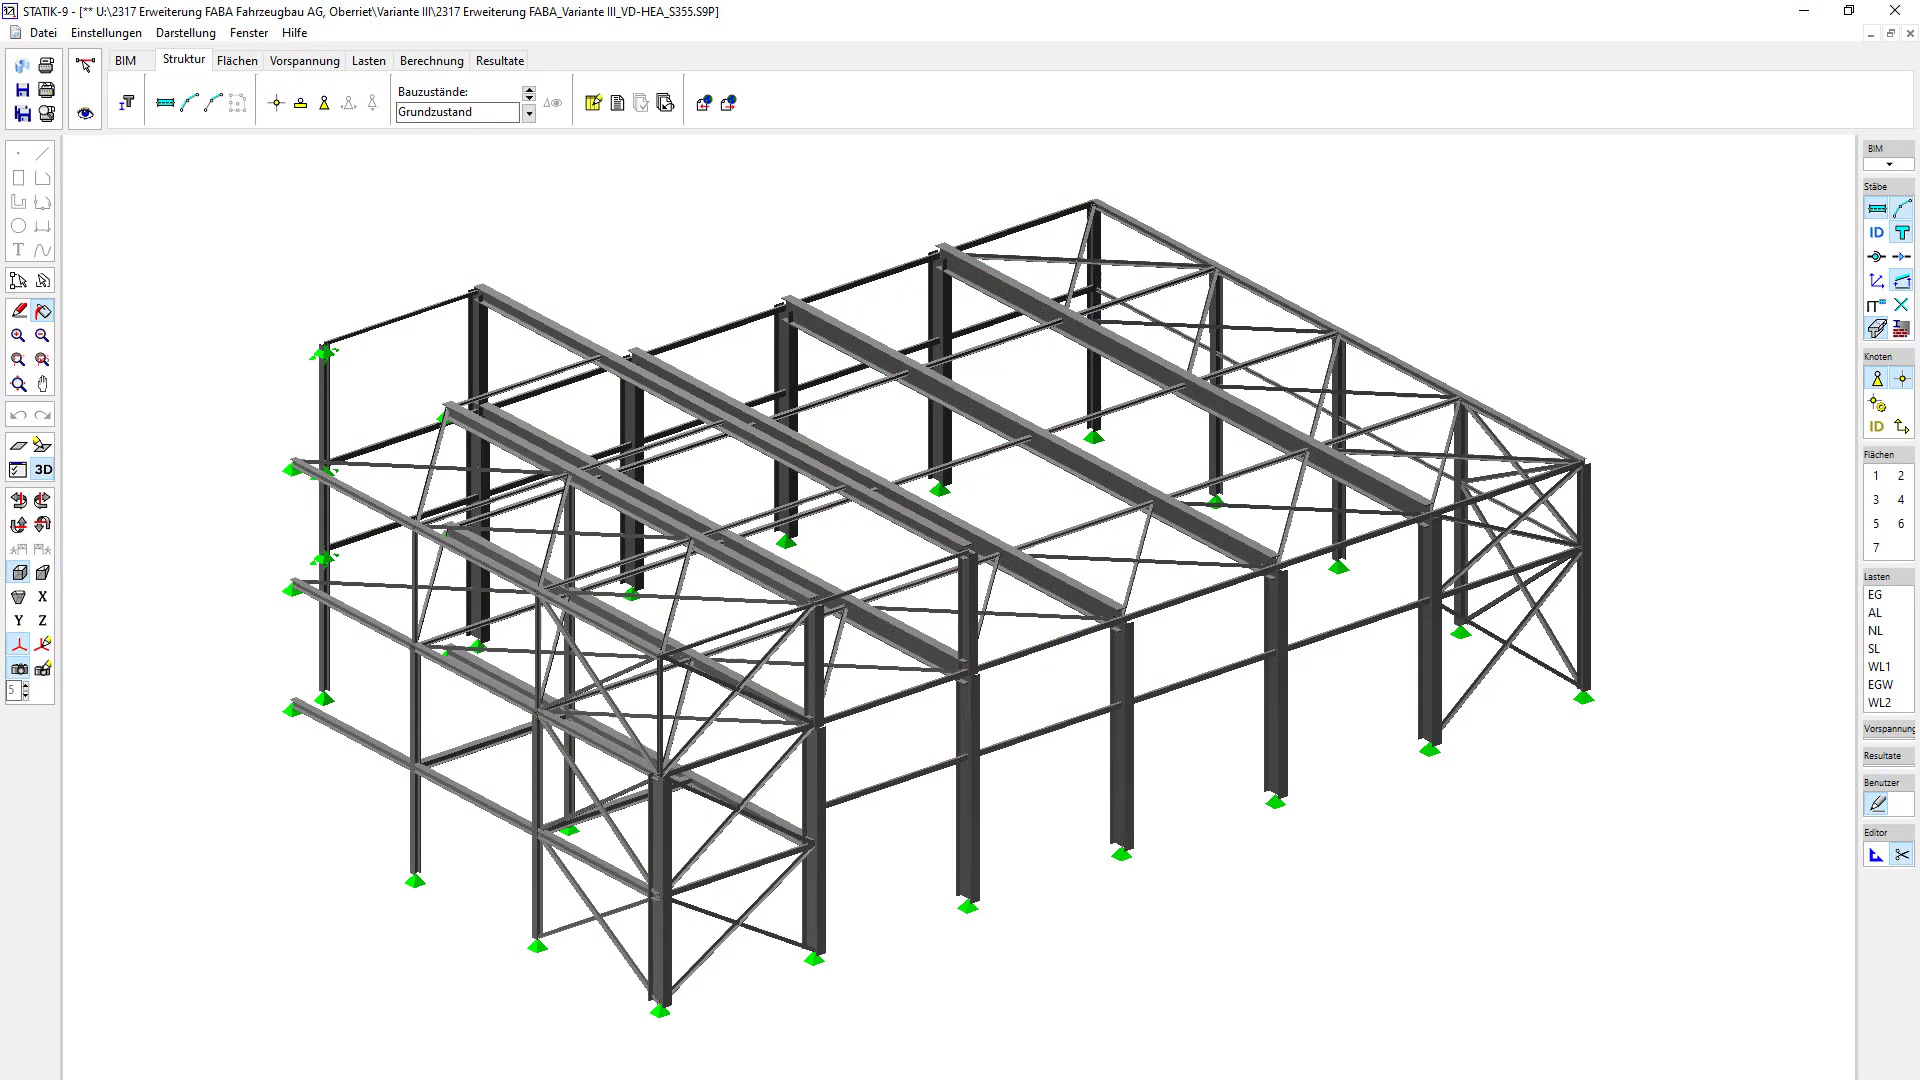 STATIK-9 - [** U:\2317 Erweiterung FABA Fahrzeugbau AG, Oberriet\Variante III\2317 Erweiterung FABA_Variante III_VD-HEA_S355.S9P]
Datei Einstellungen Darstellung Fenster Hilfe
BIM Struktur Flächen Vorspannung Lasten Berechnung Resultate
Bauzustände:
Grundzustand
T
3D
X
Y Z
5
BIM
Stäbe
ID
Knoten
ID
Flächen
1 2
3 4
5 6
7
Lasten
EG
AL
NL
SL
WL1
EGW
WL2
Vorspannung
Resultate
Benutzer
Editor